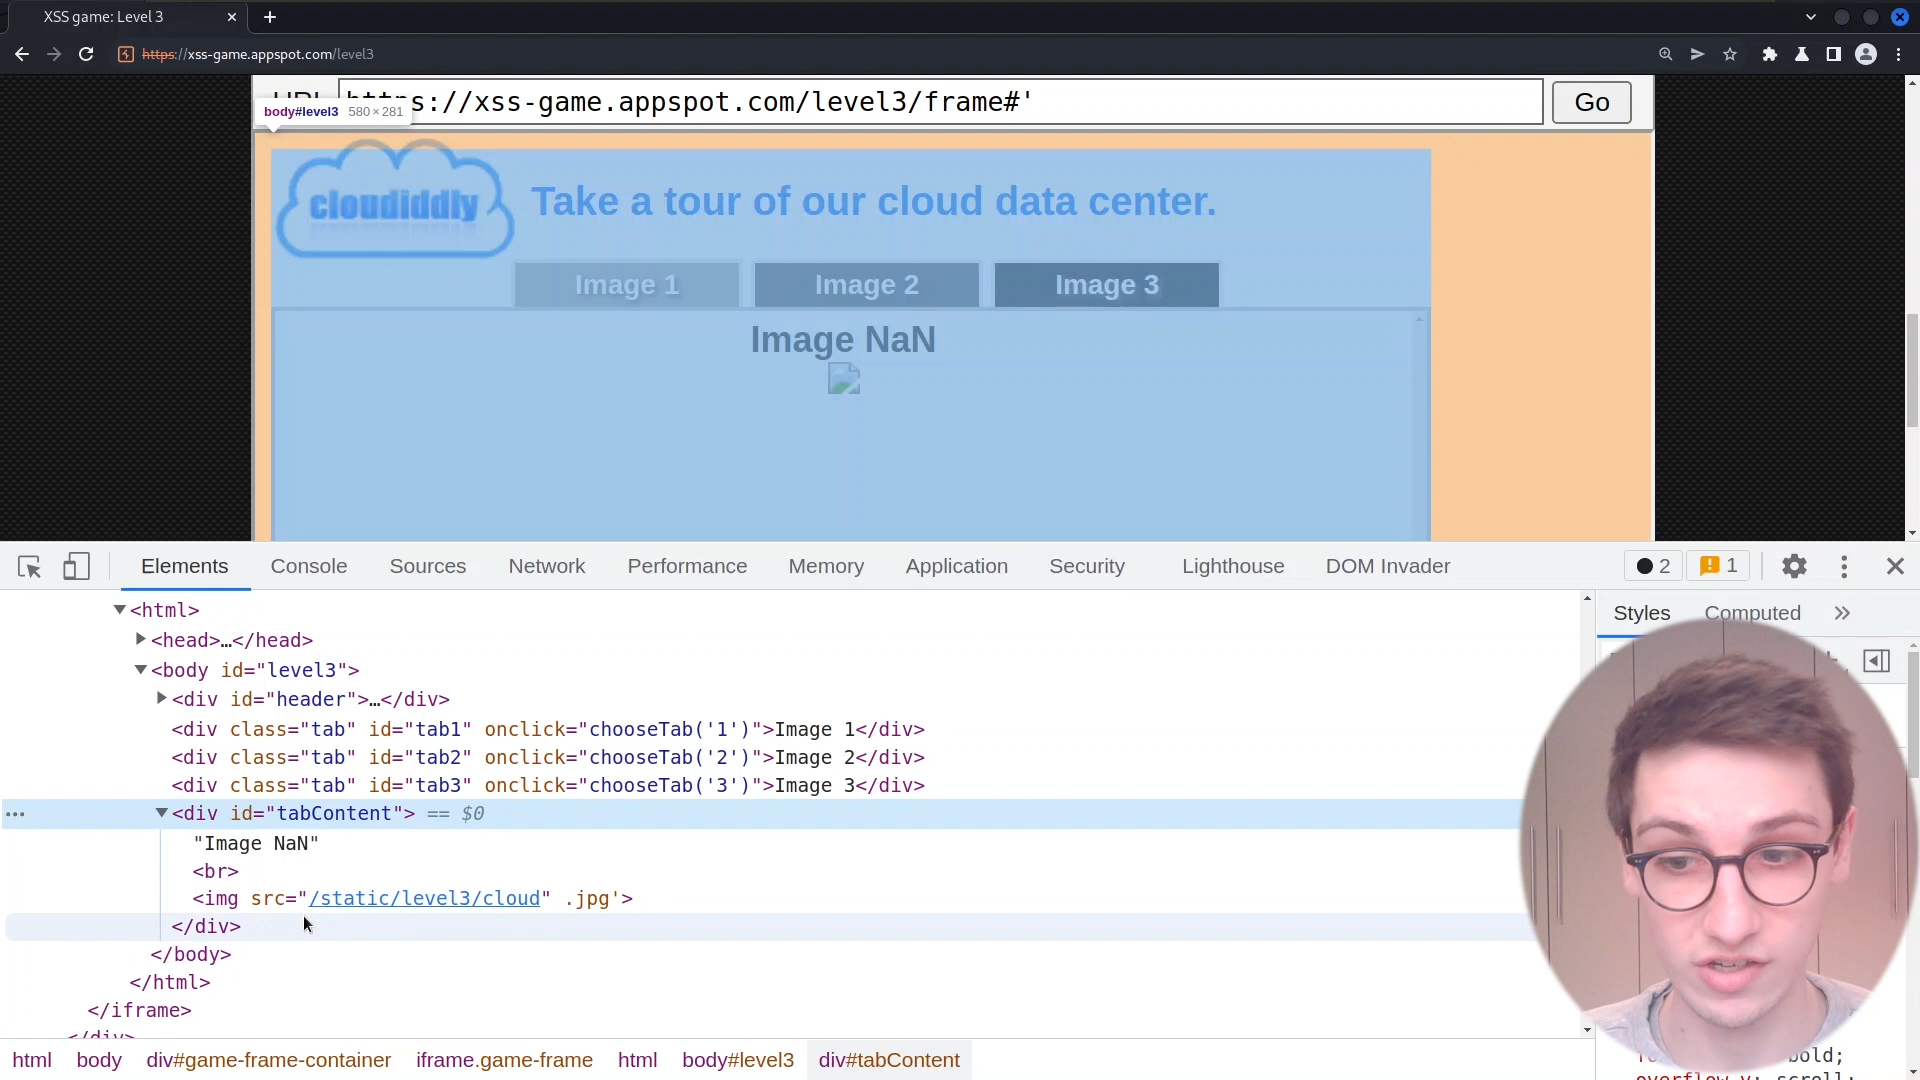 XSS game: Level 3
https://xss-game.appspot.com/level3
https://xss-game.appspot.com/level3/frame#'
Go
body#level3 580×281
cloudiddly
Take a tour of our cloud data center.
Image 1
Image 2
Image 3
Image NaN
Elements
Console
Sources
Network
Performance
Memory
Application
Security
Lighthouse
DOM Invader
2
1
<html>
<head>…</head>
<body id="level3">
<div id="header">…</div>
<div class="tab" id="tab1" onclick="chooseTab('1')">Image 1</div>
<div class="tab" id="tab2" onclick="chooseTab('2')">Image 2</div>
<div class="tab" id="tab3" onclick="chooseTab('3')">Image 3</div>
<div id="tabContent"> == $0
"Image NaN"
<br>
<img src="/static/level3/cloud" .jpg'>
</div>
</body>
</html>
</iframe>
</div>
Styles
Computed
bold;
overflow-y: scroll;
html
body
div#game-frame-container
iframe.game-frame
html
body#level3
div#tabContent